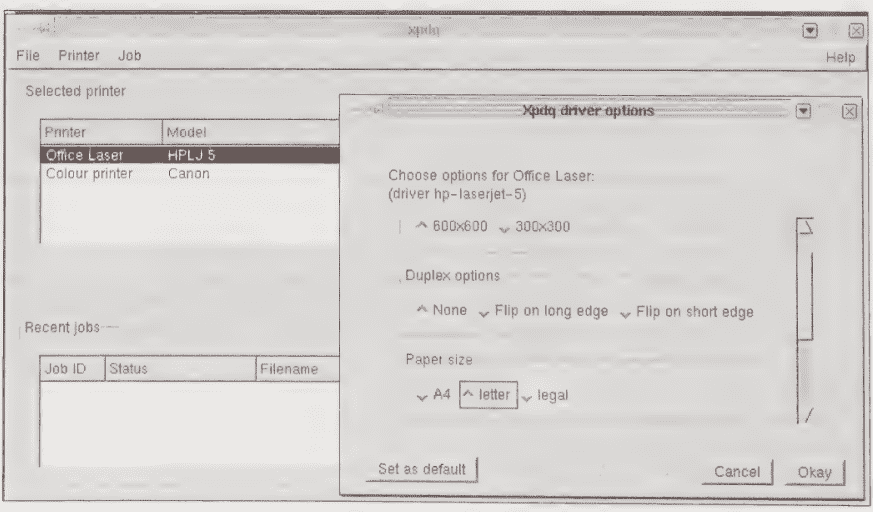 xpdq
File Printer Job Help
Selected printer
Printer Model
Office Laser HPLJ 5
Colour printer Canon
Recent jobs
Job ID Status Filename
Xpdq driver options
Choose options for Office Laser:
(driver hp-laserjet-5)
600x600 300x300
Duplex options
None Flip on long edge Flip on short edge
Paper size
A4 letter legal
Set as default Cancel Okay